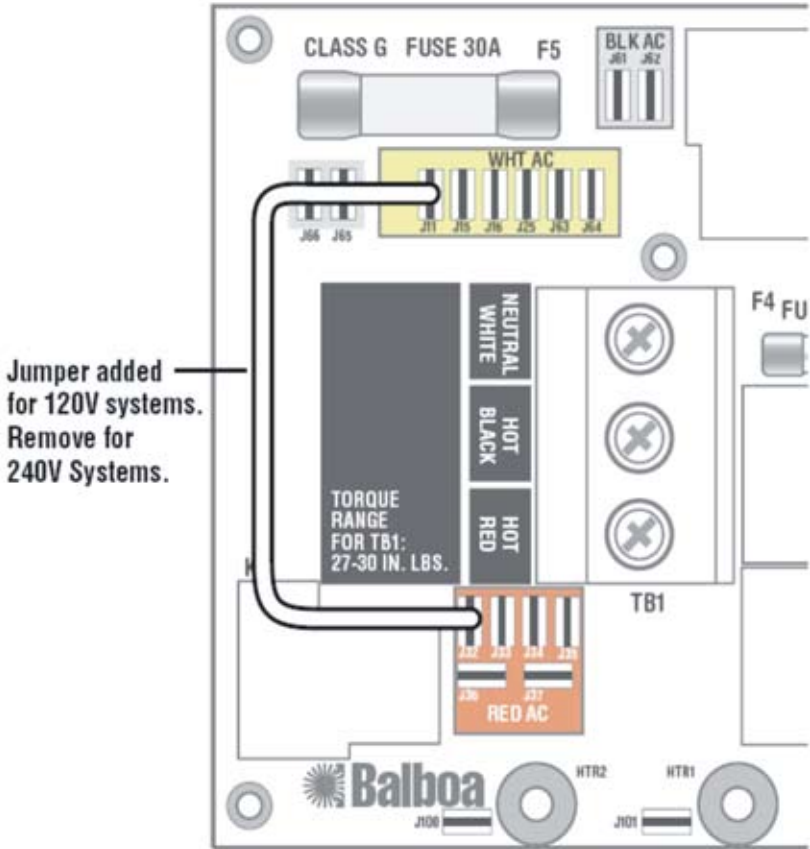 CLASS G FUSE 30A F5
BLK AC
J61 J62
WHT AC
J66 J65
J11 J15 J16 J25 J63 J64
NEUTRAL
WHITE
F4 FU
Jumper added
for 120V systems.
Remove for
240V Systems.
HOT
BLACK
TORQUE
RANGE
FOR TB1:
27-30 IN. LBS.
HOT
RED
K
TB1
J32 J33 J34 J35
J36 J37
RED AC
Balboa
HTR2 HTR1
J100 J101